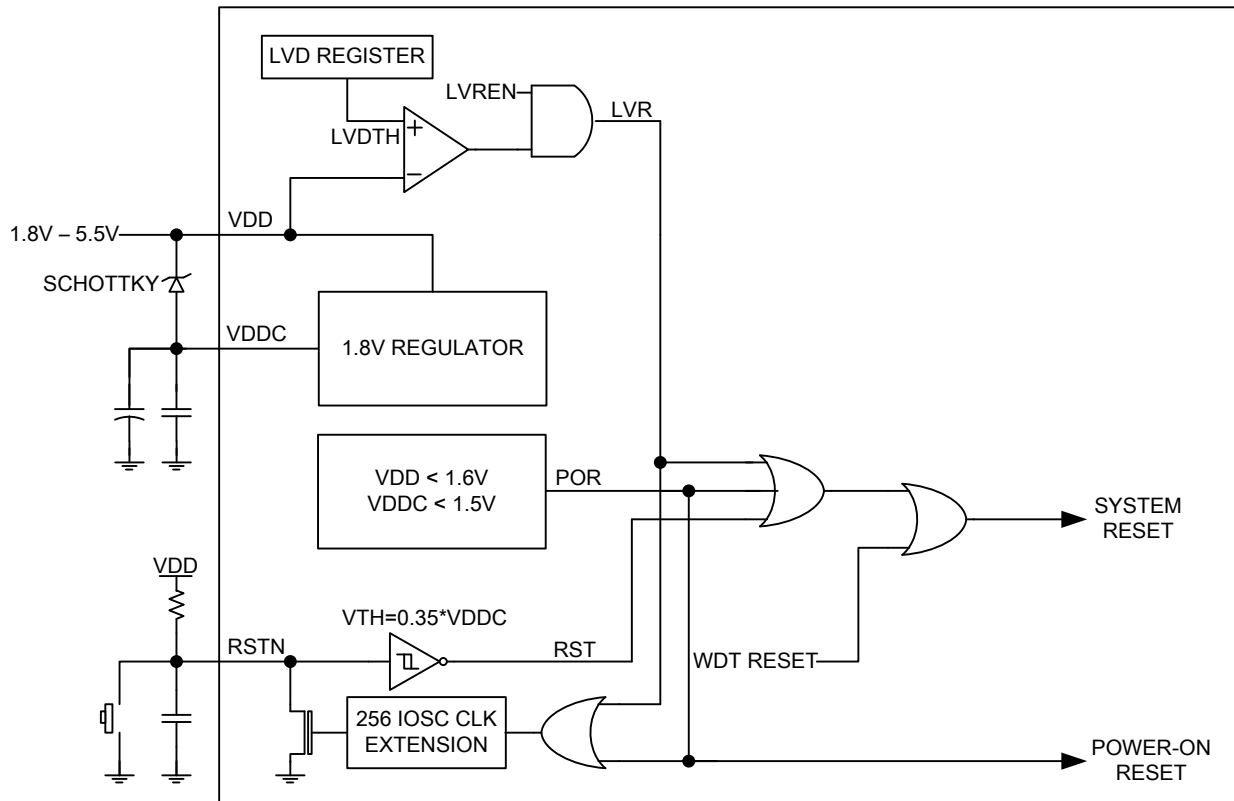 LVD REGISTER
LVREN
LVR
LVDTH
+
−
1.8V – 5.5V
VDD
SCHOTTKY
VDDC
1.8V REGULATOR
VDD < 1.6V
VDDC < 1.5V
POR
SYSTEM
RESET
VDD
VTH=0.35*VDDC
RSTN
RST
WDT RESET
256 IOSC CLK
EXTENSION
POWER-ON
RESET